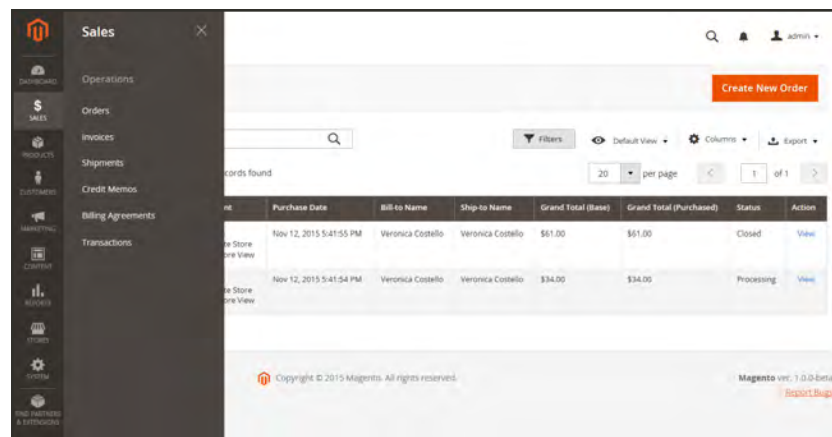 Sales
admin
DASHBOARD
Operations
Create New Order
SALES
Orders
Invoices
Filters
Default View
Columns
Export
PRODUCTS
Shipments
cords found
20
per page
1
of 1
CUSTOMERS
Credit Memos
nt
Purchase Date
Bill-to Name
Ship-to Name
Grand Total (Base)
Grand Total (Purchased)
Status
Action
MARKETING
Billing Agreements
Transactions
te Store
ore View
Nov 12, 2015 5:41:55 PM
Veronica Costello
Veronica Costello
$61.00
$61.00
Closed
View
CONTENT
te Store
ore View
Nov 12, 2015 5:41:54 PM
Veronica Costello
Veronica Costello
$34.00
$34.00
Processing
View
REPORTS
STORES
SYSTEM
Copyright © 2015 Magento. All rights reserved.
Magento ver. 1.0.0-beta
Report Bugs
FIND PARTNERS
& EXTENSIONS